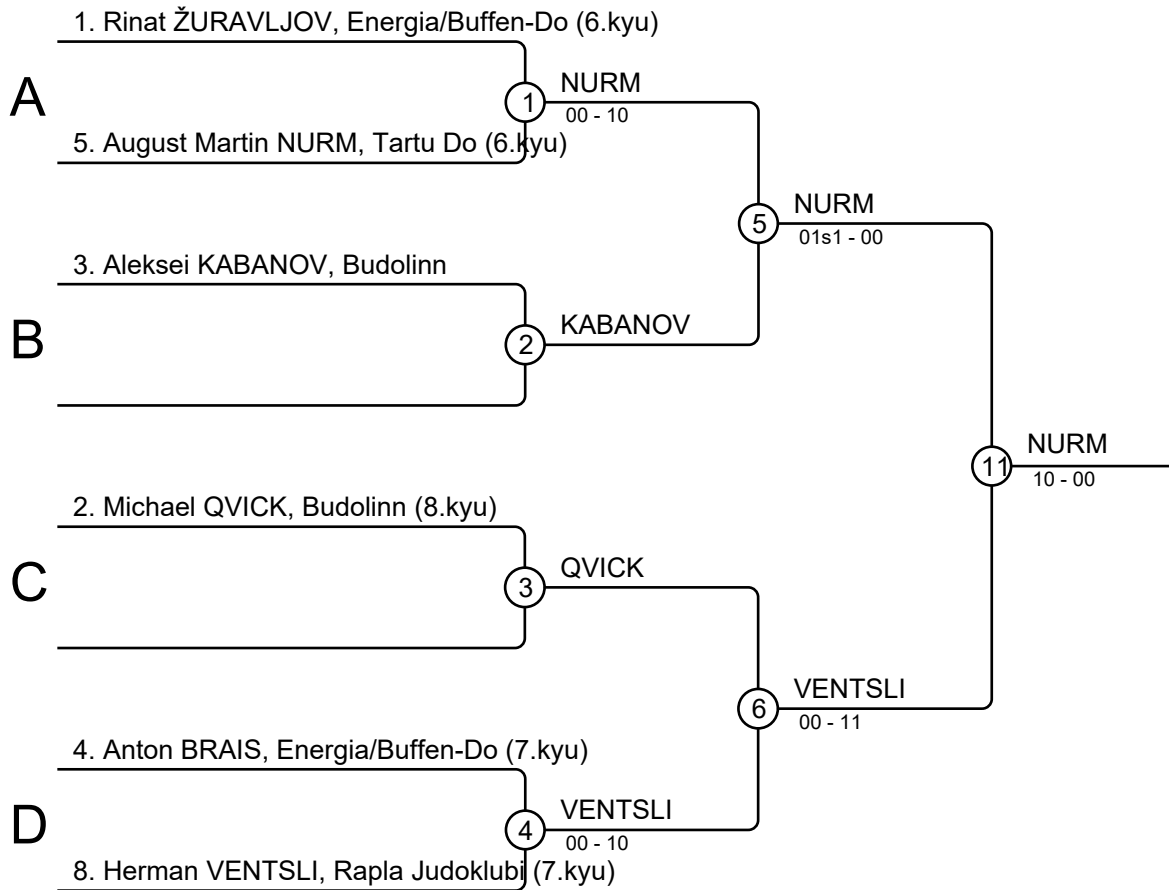 1. Rinat ŽURAVLJOV, Energia/Buffen-Do (6.kyu)
A
1
NURM
00 - 10
5. August Martin NURM, Tartu Do (6.kyu)
5
NURM
01s1 - 00
3. Aleksei KABANOV, Budolinn
B
2
KABANOV
11
NURM
10 - 00
2. Michael QVICK, Budolinn (8.kyu)
C
3
QVICK
6
VENTSLI
00 - 11
4. Anton BRAIS, Energia/Buffen-Do (7.kyu)
D
4
VENTSLI
00 - 10
8. Herman VENTSLI, Rapla Judoklubi (7.kyu)